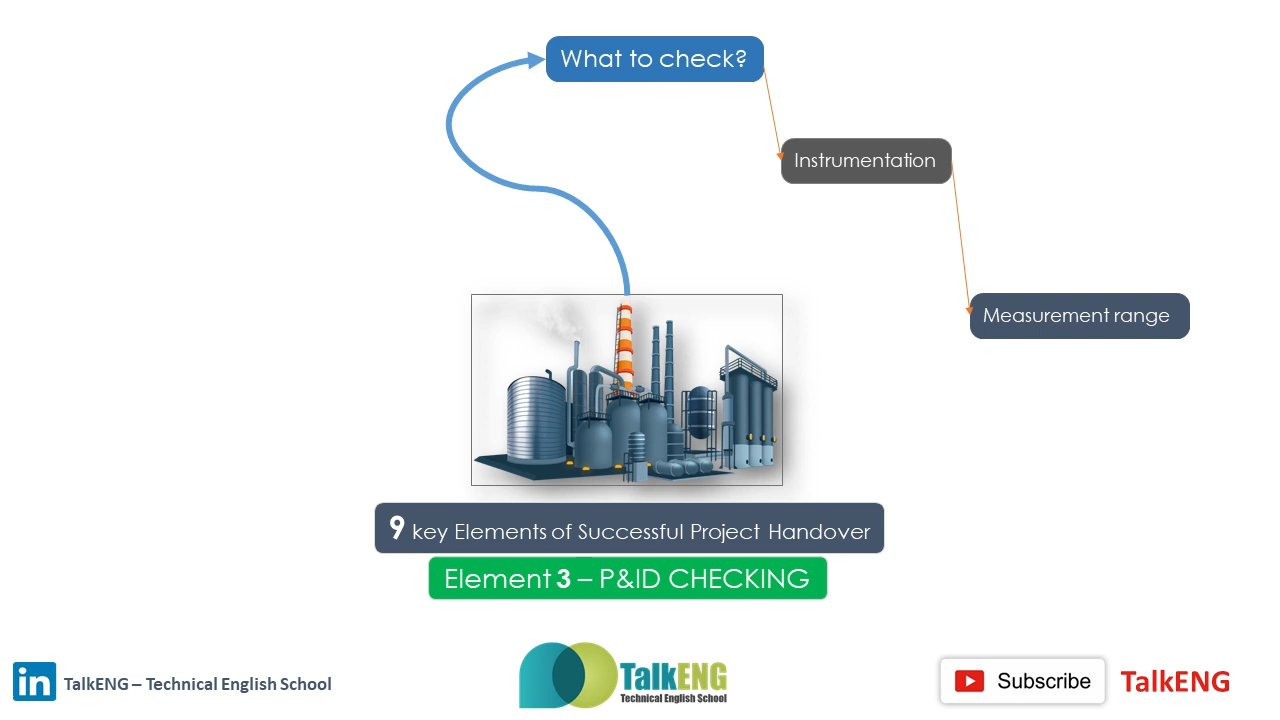 What to check?
Instrumentation
Measurement range
9 key Elements of Successful Project Handover
Element 3 – P&ID CHECKING
in TalkENG – Technical English School
TalkENG
Technical English School
Subscribe TalkENG